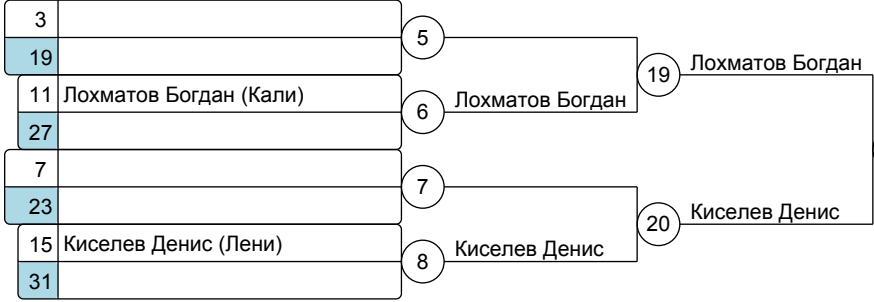 3
19
5
11 Лохматов Богдан (Кали)
27
6
Лохматов Богдан
19
Лохматов Богдан
7
23
7
15 Киселев Денис (Лени)
31
8
Киселев Денис
20
Киселев Денис